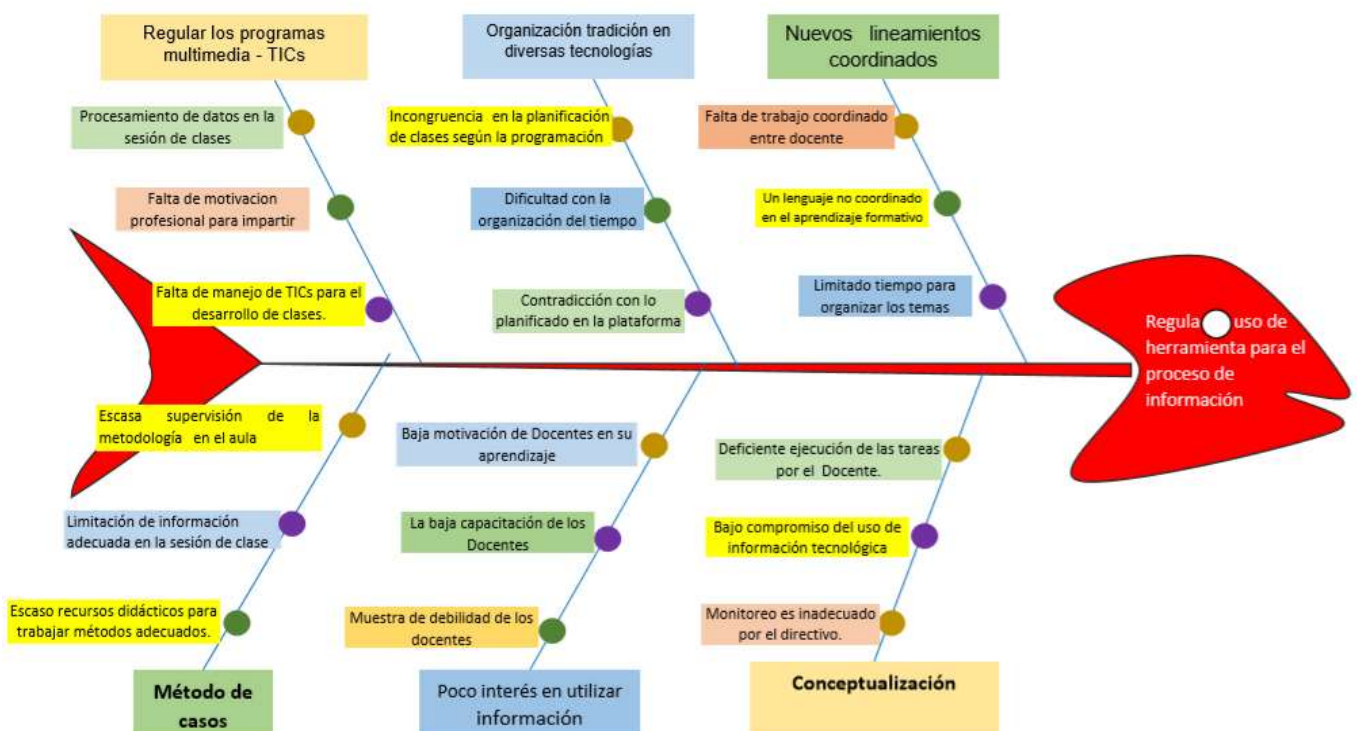 Regular los programas
multimedia - TICs
Organización tradición en
diversas tecnologías
Nuevos lineamientos
coordinados
Procesamiento de datos en la
sesión de clases
Incongruencia en la planificación
de clases según la programación
Falta de trabajo coordinado
entre docente
Falta de motivacion
profesional para impartir
Dificultad con la
organización del tiempo
Un lenguaje no coordinado
en el aprendizaje formativo
Falta de manejo de TICs para el
desarrollo de clases.
Contradicción con lo
planificado en la plataforma
Limitado tiempo para
organizar los temas
Regula uso de
herramienta para el
proceso de
información
Escasa supervisión de la
metodología en el aula
Baja motivación de Docentes en su
aprendizaje
Deficiente ejecución de las tareas
por el Docente.
Limitación de información
adecuada en la sesión de clase
La baja capacitación de los
Docentes
Bajo compromiso del uso de
información tecnológica
Escaso recursos didácticos para
trabajar métodos adecuados.
Muestra de debilidad de los
docentes
Monitoreo es inadecuado
por el directivo.
Método de
casos
Poco interés en utilizar
información
Conceptualización